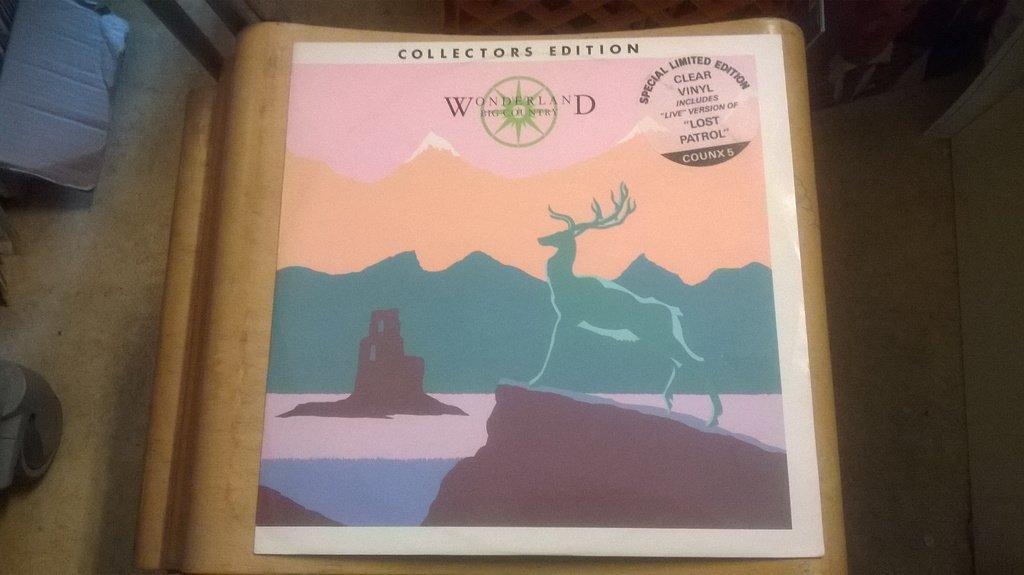 COLLECTORS EDITION
WONDERLAND
BIG COUNTRY
SPECIAL LIMITED EDITION
CLEAR
VINYL
INCLUDES
"LIVE" VERSION OF
"LOST
PATROL"
COUNX 5